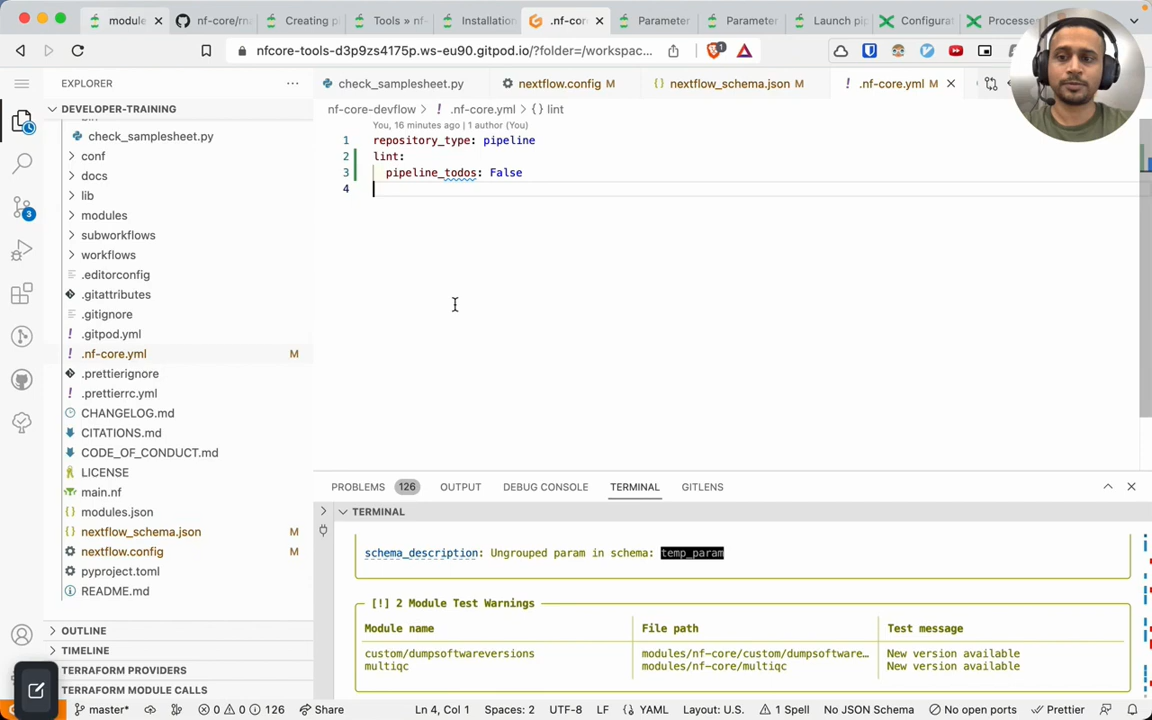 module
nf-core/rn
Creating p
Tools » nf-
Installation
.nf-cor
Parameter
Parameter
Launch pip
Configurat
Processes
nfcore-tools-d3p9zs4175p.ws-eu90.gitpod.io/?folder=/workspac...
EXPLORER
check_samplesheet.py
nextflow.config M
nextflow_schema.json M
.nf-core.yml M
DEVELOPER-TRAINING
nf-core-devflow > .nf-core.yml > {} lint
You, 16 minutes ago | 1 author (You)
check_samplesheet.py
conf
docs
lib
modules
subworkflows
workflows
.editorconfig
.gitattributes
.gitignore
.gitpod.yml
.nf-core.yml M
.prettierignore
.prettierrc.yml
CHANGELOG.md
CITATIONS.md
CODE_OF_CONDUCT.md
LICENSE
main.nf
modules.json
nextflow_schema.json M
nextflow.config M
pyproject.toml
README.md
OUTLINE
TIMELINE
TERRAFORM PROVIDERS
TERRAFORM MODULE CALLS
1 repository_type: pipeline
2 lint:
3 pipeline_todos: False
4
PROBLEMS 126 OUTPUT DEBUG CONSOLE TERMINAL GITLENS
TERMINAL
schema_description: Ungrouped param in schema: temp_param
[!] 2 Module Test Warnings
Module name File path Test message
custom/dumpsoftwareversions modules/nf-core/custom/dumpsoftware… New version available
multiqc modules/nf-core/multiqc New version available
master* 0 0 126 Share Ln 4, Col 1 Spaces: 2 UTF-8 LF {} YAML Layout: U.S. 1 Spell No JSON Schema No open ports Prettier